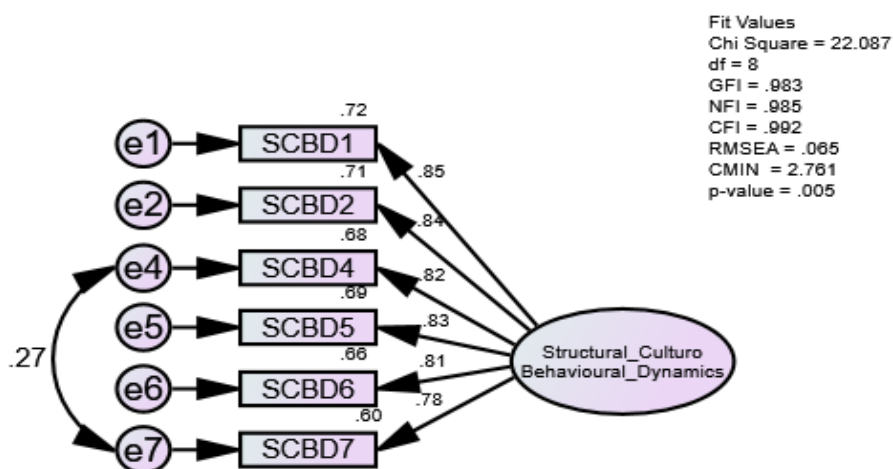 Fit Values
Chi Square = 22.087
df = 8
GFI = .983
NFI = .985
CFI = .992
RMSEA = .065
CMIN = 2.761
p-value = .005
.72
e1 SCBD1 .85
.71
e2 SCBD2 .84
.68
e4 SCBD4 .82
.69
e5 SCBD5 .83
.66
e6 SCBD6 .81
.60
e7 SCBD7 .78
.27
Structural_Culturo
Behavioural_Dynamics